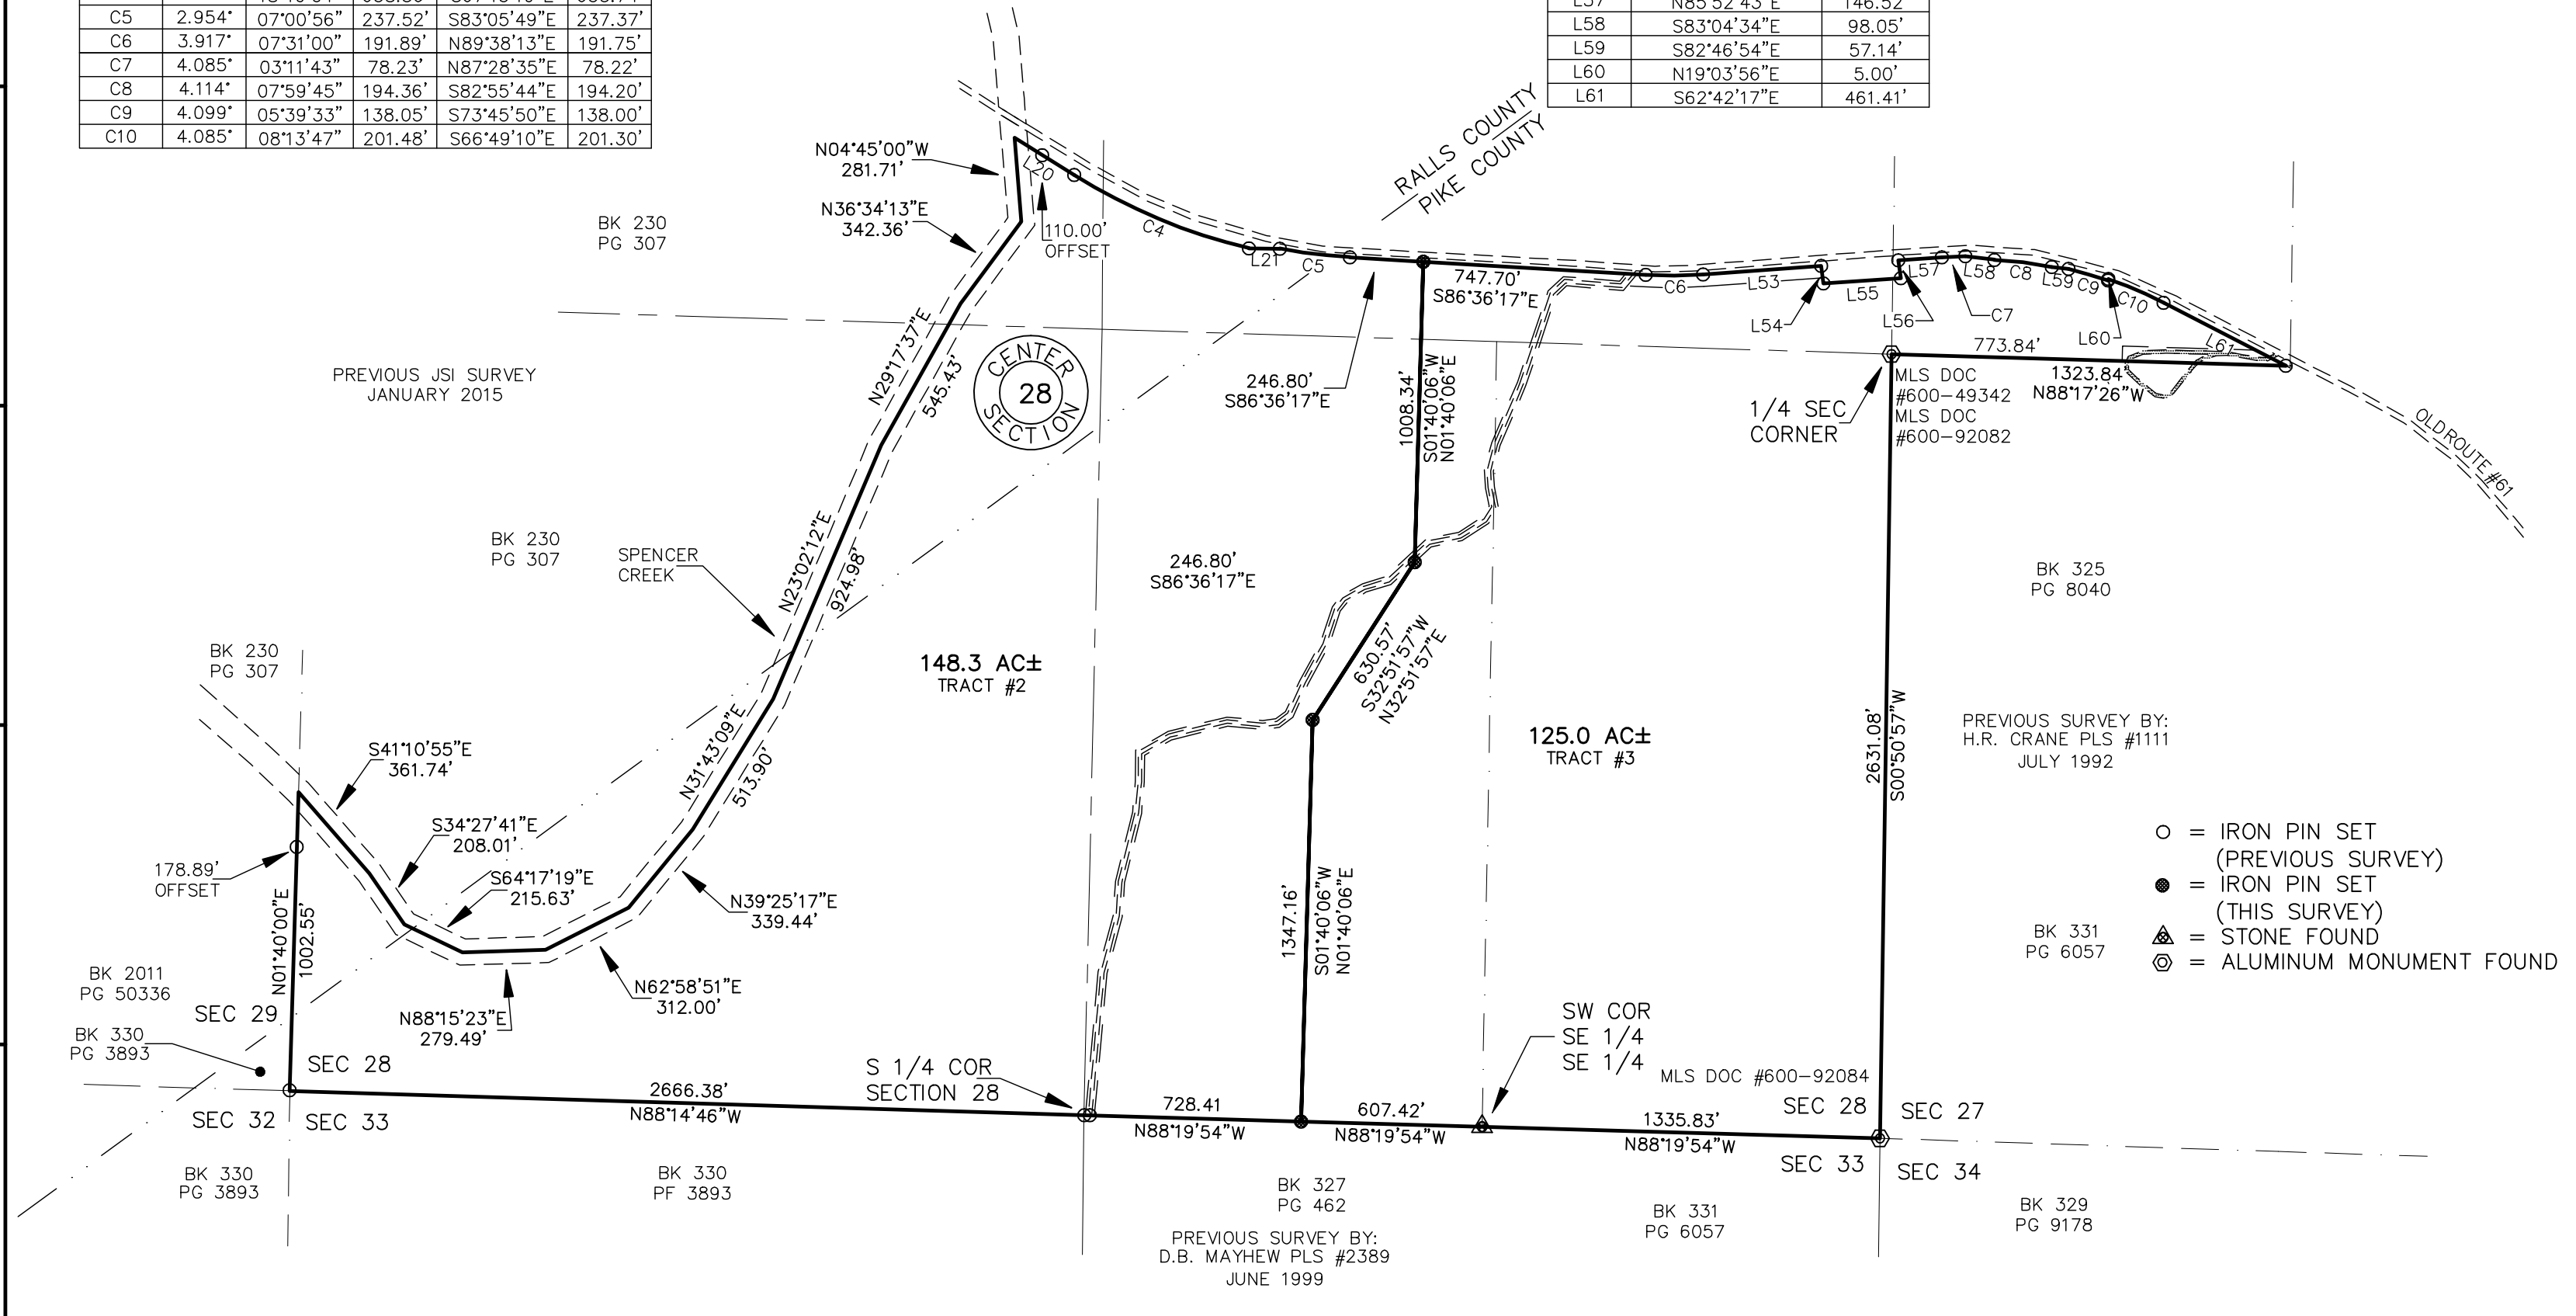 C5 2.954° 07°00'56" 237.52' S83°05'49"E 237.37'
C6 3.917° 07°31'00" 191.89' N89°38'13"E 191.75'
C7 4.085° 03°11'43" 78.23' N87°28'35"E 78.22'
C8 4.114° 07°59'45" 194.36' S82°55'44"E 194.20'
C9 4.099° 05°39'33" 138.05' S73°45'50"E 138.00'
C10 4.085° 08°13'47" 201.48' S66°49'10"E 201.30'
L57 N85°52'43"E 146.52'
L58 S83°04'34"E 98.05'
L59 S82°46'54"E 57.14'
L60 N19°03'56"E 5.00'
L61 S62°42'17"E 461.41'
RALLS COUNTY
PIKE COUNTY
N04°45'00"W
281.71'
N36°34'13"E
342.36'
L20
110.00'
OFFSET
C4
L21
C5
747.70'
S86°36'17"E
C6
L53
L54
L55
L56
L57
C7
L58
C8
L59
C9
C10
L60
L61
BK 230
PG 307
PREVIOUS JSI SURVEY
JANUARY 2015
N29°17'37"E
545.43'
CENTER
28
SECTION
246.80'
S86°36'17"E
1008.34'
S01°40'06"W
N01°40'06"E
773.84'
1323.84'
N88°17'26"W
MLS DOC
#600-49342
MLS DOC
#600-92082
1/4 SEC
CORNER
OLD ROUTE #61
BK 230
PG 307
SPENCER
CREEK
N23°02'12"E
924.98'
246.80'
S86°36'17"E
BK 325
PG 8040
BK 230
PG 307
148.3 AC±
TRACT #2
630.57'
S32°51'57"W
N32°51'57"E
125.0 AC±
TRACT #3
2631.08'
S00°50'57"W
PREVIOUS SURVEY BY:
H.R. CRANE PLS #1111
JULY 1992
S41°10'55"E
361.74'
N31°43'09"E
513.90'
S34°27'41"E
208.01'
178.89'
OFFSET
S64°17'19"E
215.63'
N39°25'17"E
339.44'
N01°40'00"E
1002.55'
1347.16'
S01°40'06"W
N01°40'06"E
= IRON PIN SET
(PREVIOUS SURVEY)
= IRON PIN SET
(THIS SURVEY)
= STONE FOUND
= ALUMINUM MONUMENT FOUND
BK 331
PG 6057
BK 2011
PG 50336
SEC 29
BK 330
PG 3893
N88°15'23"E
279.49'
N62°58'51"E
312.00'
SW COR
SE 1/4
SE 1/4
SEC 28
S 1/4 COR
SECTION 28
MLS DOC #600-92084
SEC 28
SEC 27
2666.38'
N88°14'46"W
728.41
N88°19'54"W
607.42'
N88°19'54"W
1335.83'
N88°19'54"W
SEC 32
SEC 33
SEC 33
SEC 34
BK 330
PG 3893
BK 330
PF 3893
BK 327
PG 462
BK 331
PG 6057
BK 329
PG 9178
PREVIOUS SURVEY BY:
D.B. MAYHEW PLS #2389
JUNE 1999